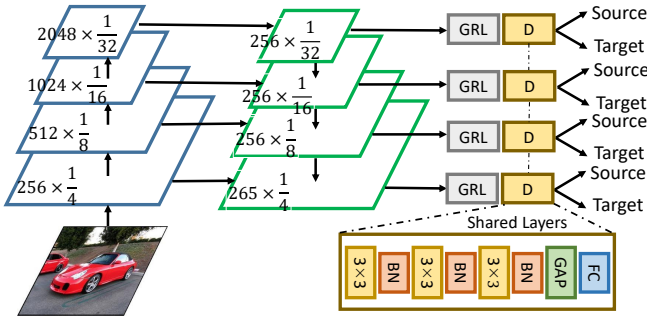 2048 × 1/32 256 × 1/32 GRL D Source Target
1024 × 1/16 256 × 1/16 GRL D Source Target
512 × 1/8 256 × 1/8 GRL D Source Target
256 × 1/4 265 × 1/4 GRL D Source Target
Shared Layers
3×3 BN 3×3 BN 3×3 BN GAP FC